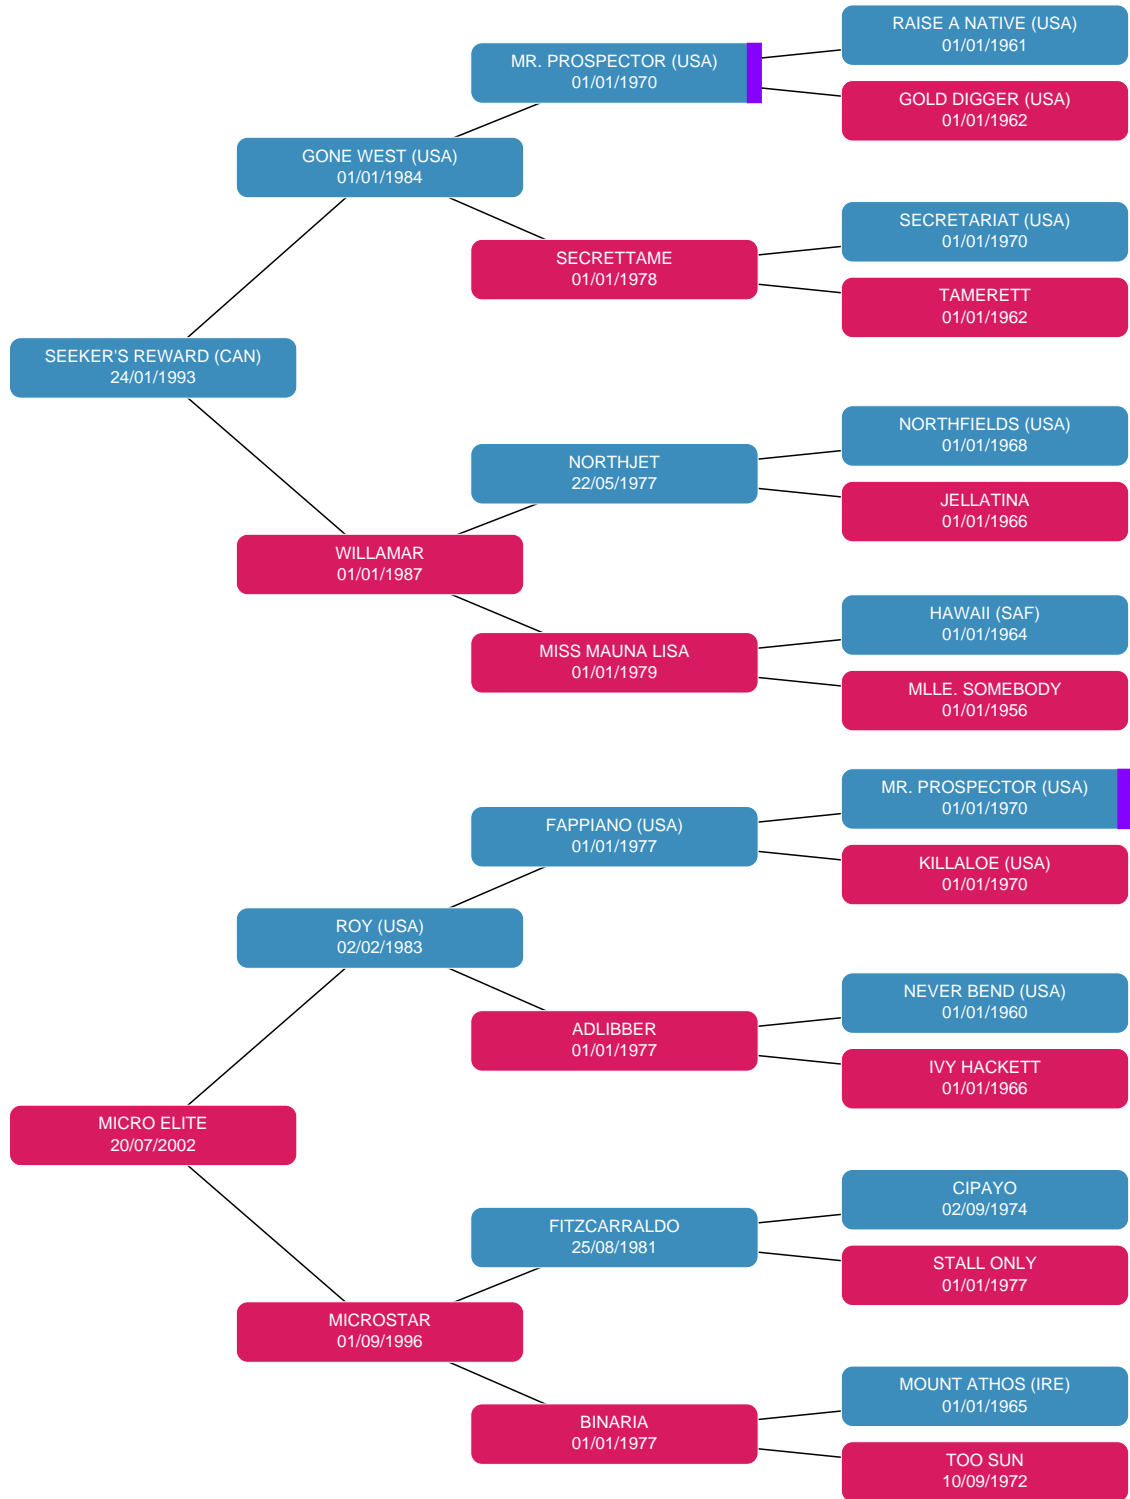 RAISE A NATIVE (USA)
01/01/1961
MR. PROSPECTOR (USA)
01/01/1970
GOLD DIGGER (USA)
01/01/1962
GONE WEST (USA)
01/01/1984
SECRETARIAT (USA)
01/01/1970
SECRETTAME
01/01/1978
TAMERETT
01/01/1962
SEEKER'S REWARD (CAN)
24/01/1993
NORTHFIELDS (USA)
01/01/1968
NORTHJET
22/05/1977
JELLATINA
01/01/1966
WILLAMAR
01/01/1987
HAWAII (SAF)
01/01/1964
MISS MAUNA LISA
01/01/1979
MLLE. SOMEBODY
01/01/1956
MR. PROSPECTOR (USA)
01/01/1970
FAPPIANO (USA)
01/01/1977
KILLALOE (USA)
01/01/1970
ROY (USA)
02/02/1983
NEVER BEND (USA)
01/01/1960
ADLIBBER
01/01/1977
IVY HACKETT
01/01/1966
MICRO ELITE
20/07/2002
CIPAYO
02/09/1974
FITZCARRALDO
25/08/1981
STALL ONLY
01/01/1977
MICROSTAR
01/09/1996
MOUNT ATHOS (IRE)
01/01/1965
BINARIA
01/01/1977
TOO SUN
10/09/1972